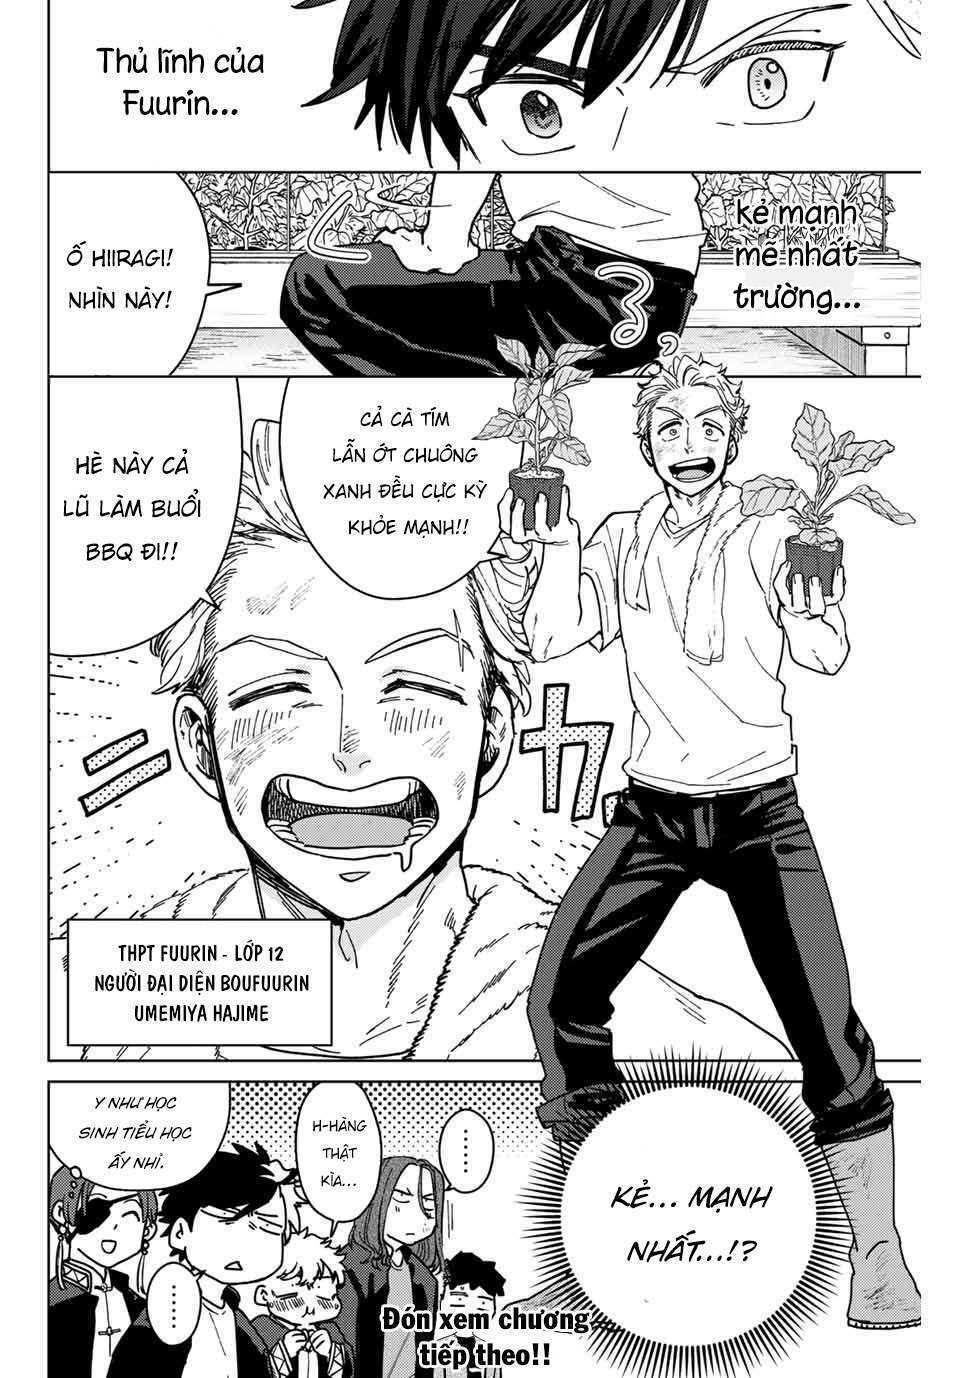 Thủ lĩnh của
Fuurin...
kẻ mạnh
mẽ nhất
trường...
Ố HIIRAGI!
NHÌN NÀY!
CẢ CÀ TÍM
LẪN ỚT CHUÔNG
XANH ĐỀU CỰC KỲ
KHỎE MẠNH!!
HÈ NÀY CẢ
LŨ LÀM BUỔI
BBQ ĐI!!
ニカッ
THPT FUURIN - LỚP 12
NGƯỜI ĐẠI DIỆN BOUFUURIN
UMEMIYA HAJIME
Y NHƯ HỌC
SINH TIỂU HỌC
ẤY NHỈ.
H-HÀNG
THẬT
KÌA...
......
......
KẺ... MẠNH
NHẤT...!?
Đón xem chương
tiếp theo!!